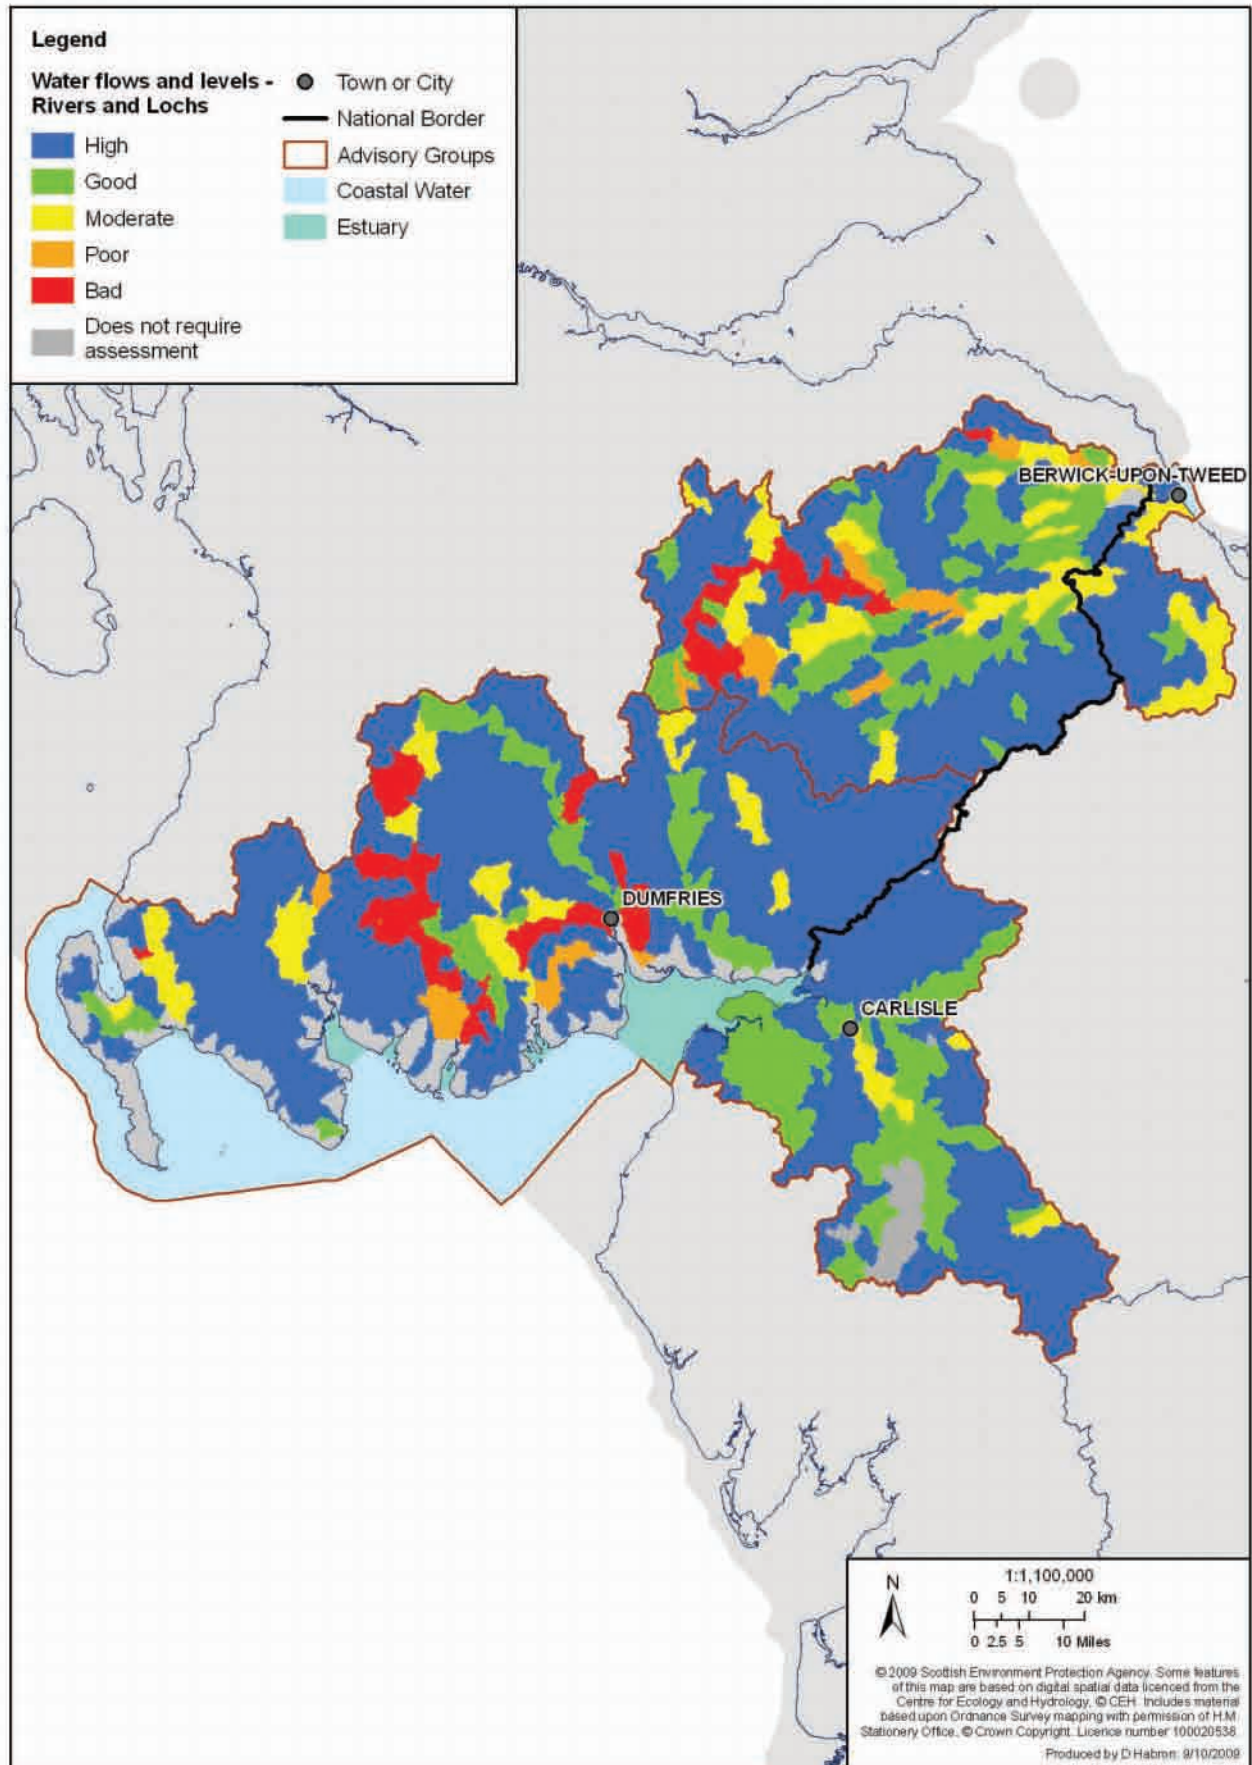 Legend
Water flows and levels -
Rivers and Lochs
High
Good
Moderate
Poor
Bad
Does not require
assessment
Town or City
National Border
Advisory Groups
Coastal Water
Estuary
BERWICK-UPON-TWEED
DUMFRIES
CARLISLE
N
1:1,100,000
0 5 10 20 km
0 2.5 5 10 Miles
© 2009 Scottish Environment Protection Agency. Some features
of this map are based on digital spatial data licenced from the
Centre for Ecology and Hydrology, © CEH. Includes material
based upon Ordnance Survey mapping with permission of H.M.
Stationery Office, © Crown Copyright. Licence number 100020538.
Produced by D Habron: 9/10/2009